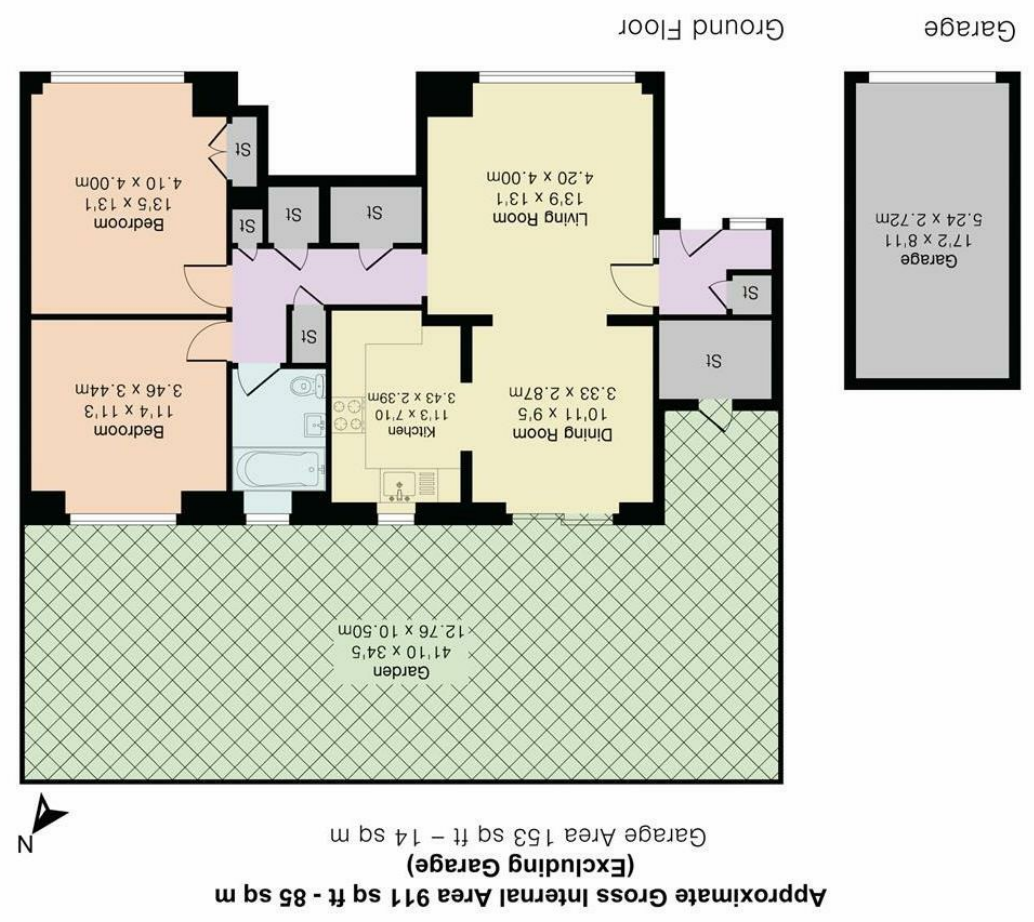 Approximate Gross Internal Area 911 sq ft - 85 sq m
(Excluding Garage)
Garage Area 153 sq ft – 14 sq m
N
Garden
41'10 x 34'5
12.76 x 10.50m
Dining Room
10'11 x 9'5
3.33 x 2.87m
Kitchen
11'3 x 7'10
3.43 x 2.39m
Bedroom
11'4 x 11'3
3.46 x 3.44m
St
St
St
Living Room
13'9 x 13'1
4.20 x 4.00m
St
St
St
St
Bedroom
13'5 x 13'1
4.10 x 4.00m
Garage
17'2 x 8'11
5.24 x 2.72m
Garage
Ground Floor